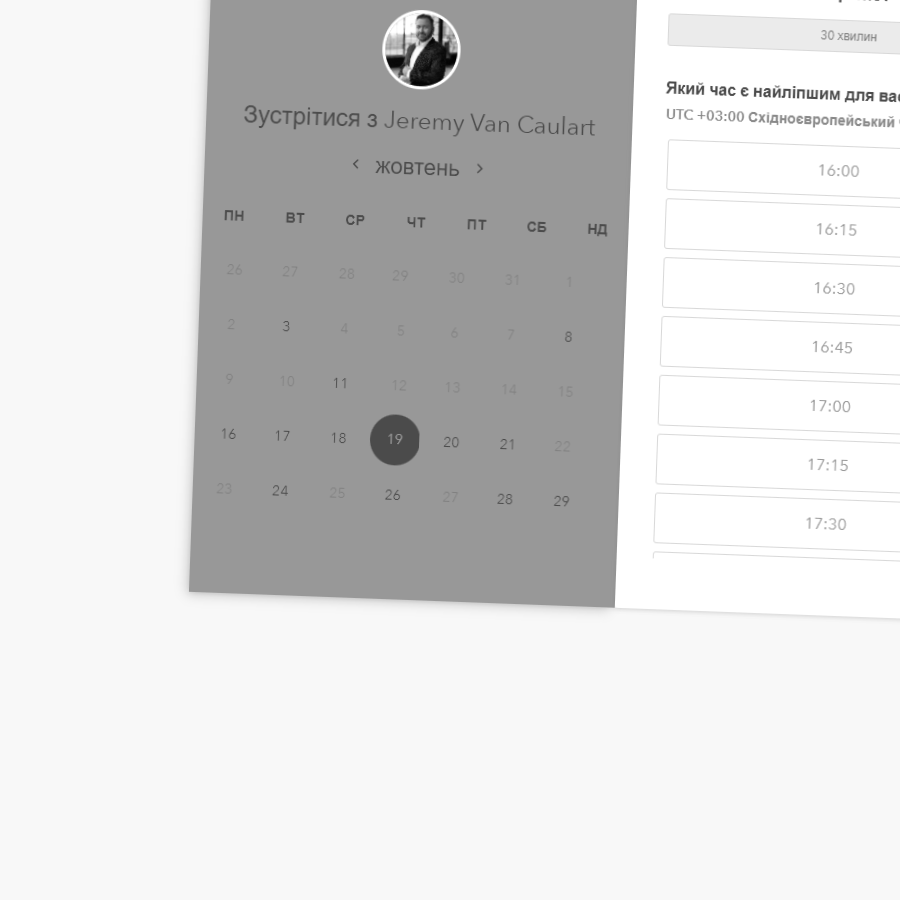 Зустрітися з Jeremy Van Caulart
жовтень
ПН ВТ СР ЧТ ПТ СБ НД
26 27 28 29 30 31 1
2 3 4 5 6 7 8
9 10 11 12 13 14 15
16 17 18 19 20 21 22
23 24 25 26 27 28 29
30 хвилин
Який час є найліпшим для
UTC +03:00 Східноєвропейський
16:00
16:15
16:30
16:45
17:00
17:15
17:30